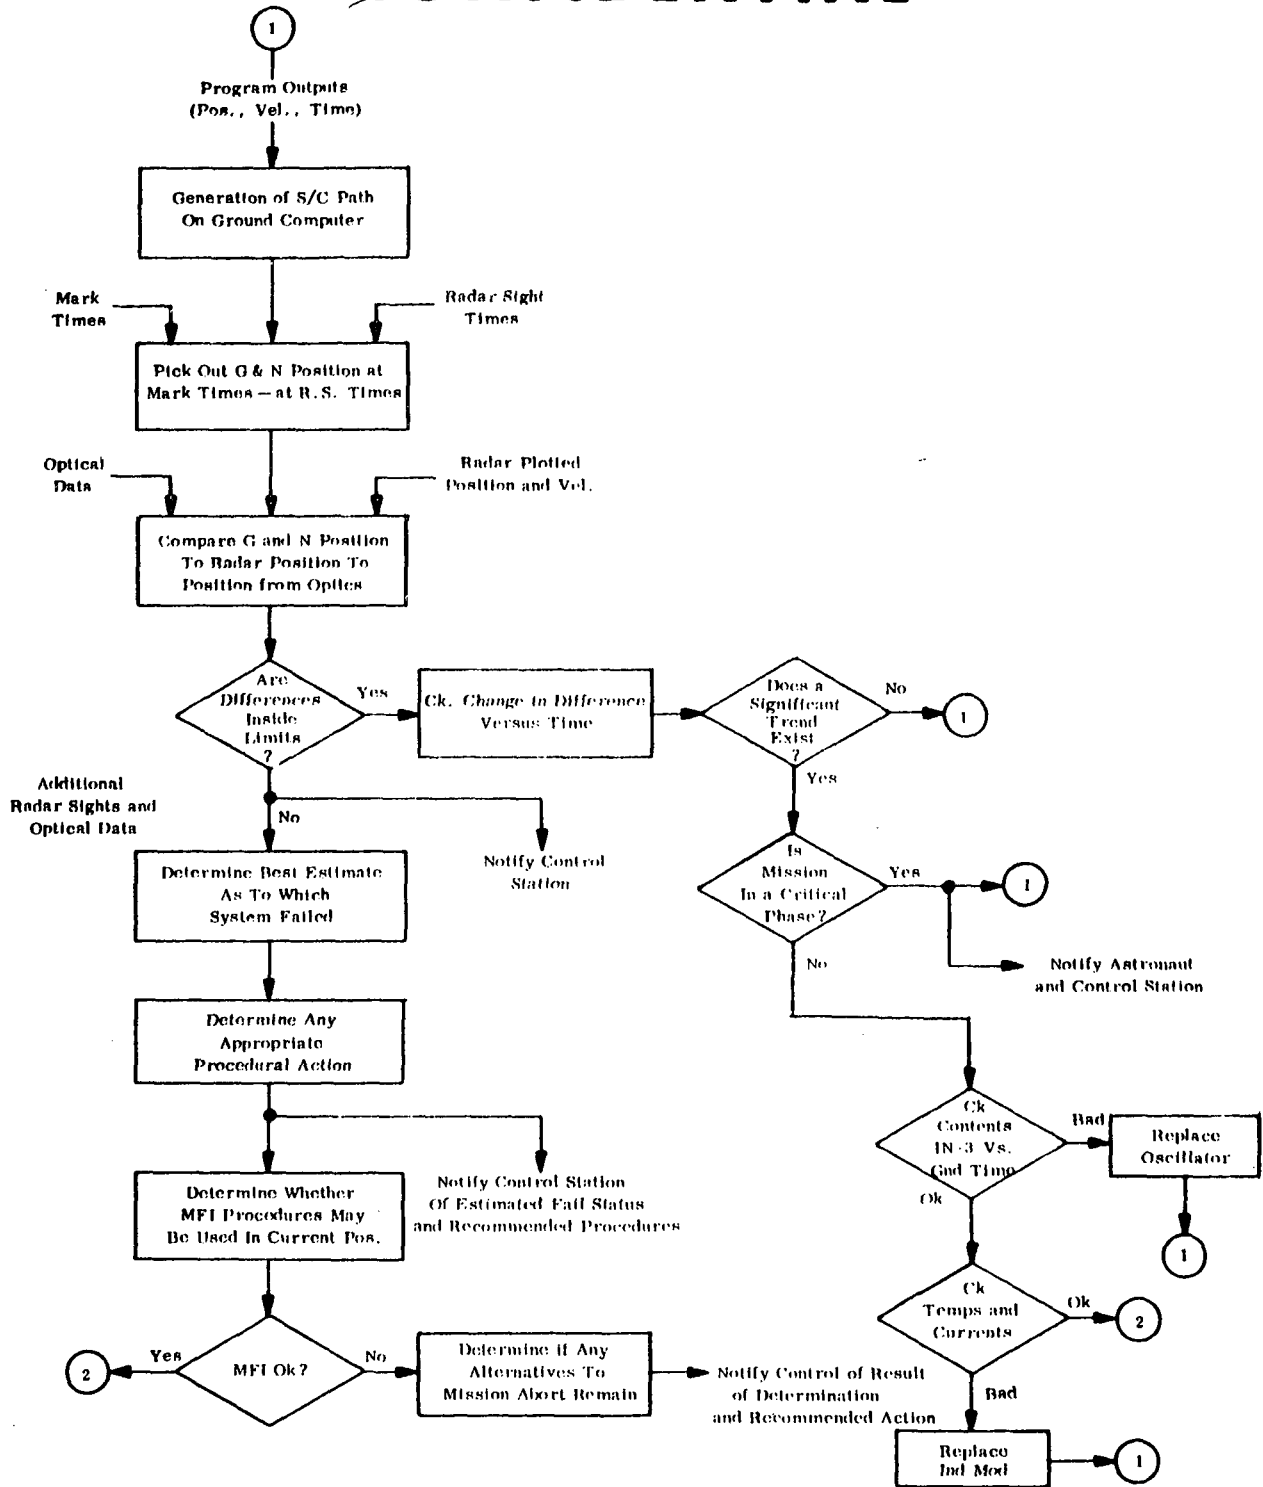 1
Program Outputs
(Pos., Vel., Time)
Generation of S/C Path
On Ground Computer
Mark
Times
Radar Sight
Times
Pick Out G & N Position at
Mark Times — at R.S. Times
Optical
Data
Radar Plotted
Position and Vel.
Compare G and N Position
To Radar Position To
Position from Optics
Are
Differences
Inside
Limits
?
Yes
Ck. Change in Difference
Versus Time
Does a
Significant
Trend
Exist
?
No
1
Yes
Additional
Radar Sights and
Optical Data
No
Notify Control
Station
Is
Mission
In a Critical
Phase?
Yes
1
Notify Astronaut
and Control Station
No
Determine Best Estimate
As To Which
System Failed
Determine Any
Appropriate
Procedural Action
Notify Control Station
Of Estimated Fail Status
and Recommended Procedures
Ck
Contents
IN-3 Vs.
Gnd Time
Bad
Replace
Oscillator
1
Ok
Determine Whether
MFI Procedures May
Be Used In Current Pos.
Ck
Temps and
Currents
Ok
2
Bad
MFI Ok?
Yes
2
No
Determine if Any
Alternatives To
Mission Abort Remain
Notify Control of Result
of Determination
and Recommended Action
Replace
Ind Mod
1